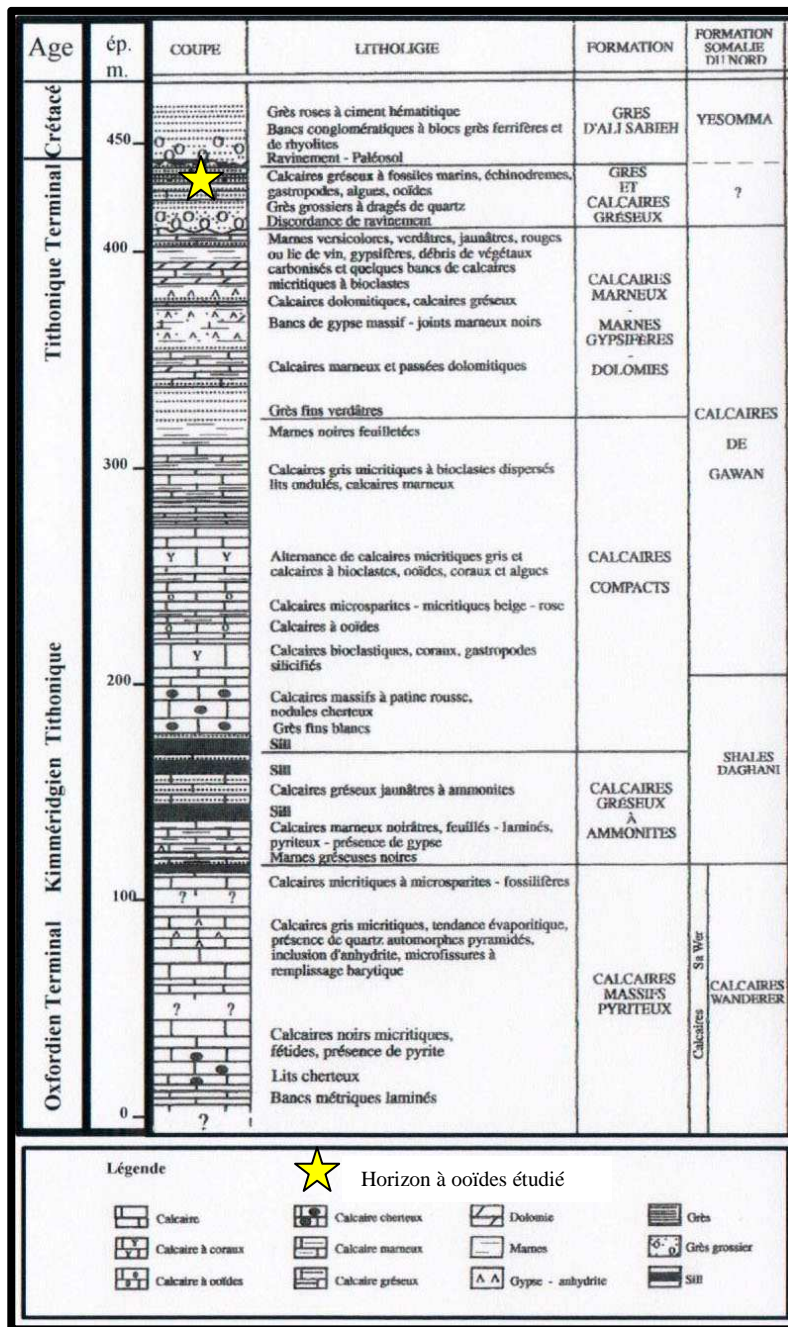 Age
ép.
m.
COUPE
LITHOLIGIE
FORMATION
FORMATION
SOMALIE
DU NORD
Crétacé
Tithonique Terminal
Tithonique
Kimméridgien
Oxfordien Terminal
450
400
300
200
100
0
Grès roses à ciment hématitique
Bancs conglomératiques à blocs grès ferrifères et
de rhyolites
Ravinement - Paléosol
Calcaires gréseux à fossiles marins, échinodremes,
gastropodes, algues, ooïdes
Grès grossiers à dragés de quartz
Discordance de ravinement
Marnes versicolores, verdâtres, jaunâtres, rouges
ou lie de vin, gypsifères, débris de végétaux
carbonisés et quelques bancs de calcaires
micritiques à bioclastes
Calcaires dolomitiques, calcaires gréseux
Bancs de gypse massif - joints marneux noirs
Calcaires marneux et passées dolomitiques
Grès fins verdâtres
Marnes noires feuilletées
Calcaires gris micritiques à bioclastes dispersés
lits ondulés, calcaires marneux
Alternance de calcaires micritiques gris et
calcaires à bioclastes, ooïdes, coraux et algues
Calcaires microsparites - micritiques beige - rose
Calcaires à ooïdes
Calcaires bioclastiques, coraux, gastropodes
silicifiés
Calcaires massifs à patine rousse,
nodules cherteux
Grès fins blancs
Sill
Sill
Calcaires gréseux jaunâtres à ammonites
Sill
Calcaires marneux noirâtres, feuillés - laminés,
pyriteux - présence de gypse
Marnes gréseuses noires
Calcaires micritiques à microsparites - fossilifères
Calcaires gris micritiques, tendance évaporitique,
présence de quartz automorphes pyramidés,
inclusion d'anhydrite, microfissures à
remplissage barytique
Calcaires noirs micritiques,
fétides, présence de pyrite
Lits cherteux
Bancs métriques laminés
Y Y
Y
? ?
? ?
?
GRES
D'ALI SABIEH
GRES
ET
CALCAIRES
GRÉSEUX
CALCAIRES
MARNEUX
-
MARNES
GYPSIFÈRES
-
DOLOMIES
CALCAIRES
COMPACTS
CALCAIRES
GRÉSEUX
À
AMMONITES
CALCAIRES
MASSIFS
PYRITEUX
YESOMMA
?
CALCAIRES
DE
GAWAN
SHALES
DAGHANI
Calcaires Sa Wer
CALCAIRES
WANDERER
Légende
Horizon à ooïdes étudié
Calcaire
Calcaire cherteux
Dolomie
Grès
Calcaire à coraux
Calcaire marneux
Marnes
Grès grossier
Calcaire à ooïdes
Calcaire gréseux
Gypse - anhydrite
Sill